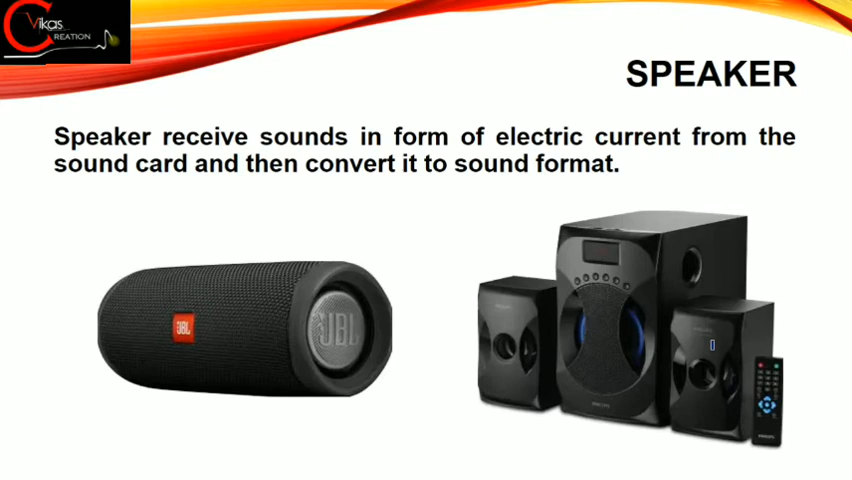 Vikas
CREATION
SPEAKER
Speaker receive sounds in form of electric current from the
sound card and then convert it to sound format.
JBL
JBL
PHILIPS